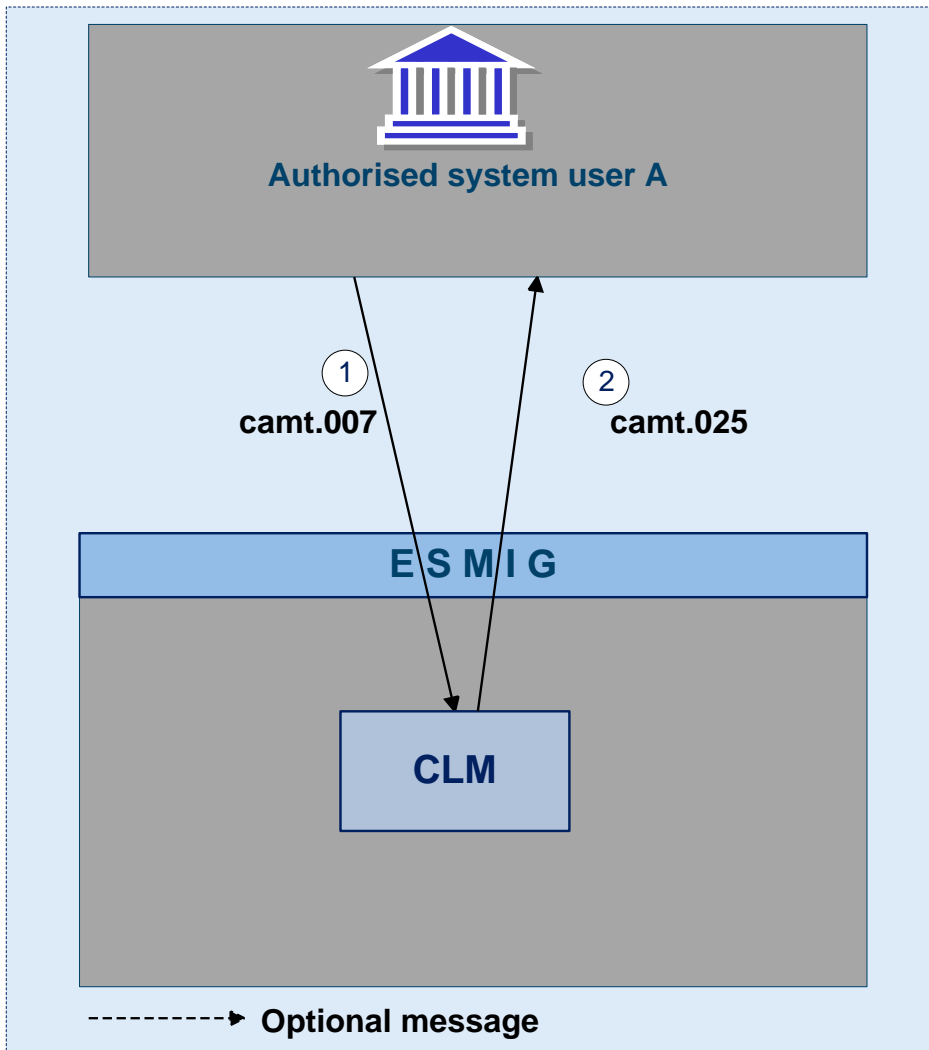 Authorised system user A
1
2
camt.007
camt.025
E S M I G
CLM
Optional message